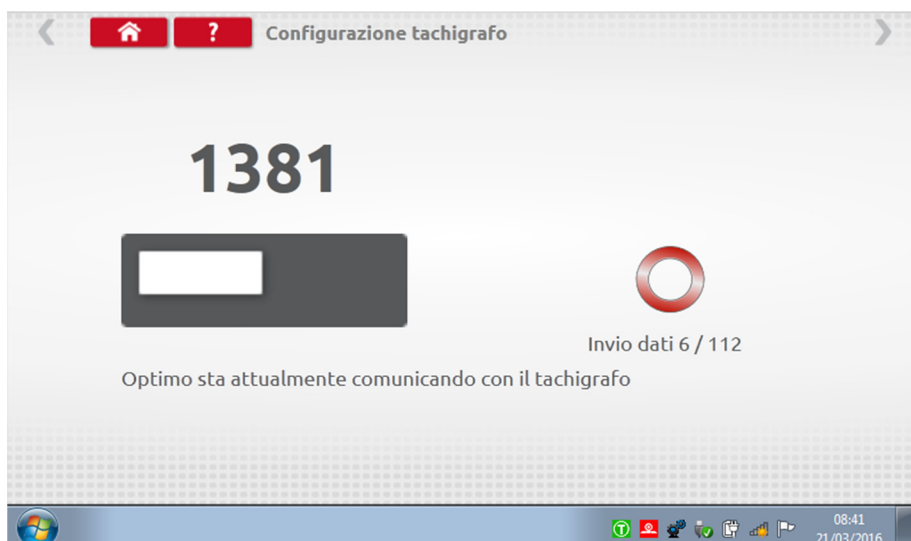 ? Configurazione tachigrafo
1381
Invio dati 6 / 112
Optimo sta attualmente comunicando con il tachigrafo
08:41
21/03/2016